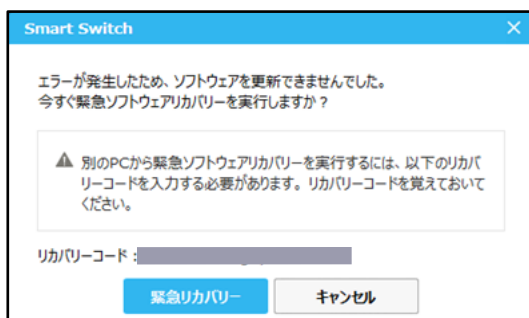 Smart Switch
エラーが発生したため、ソフトウェアを更新できませんでした。
今すぐ緊急ソフトウェアリカバリーを実行しますか？
別のPCから緊急ソフトウェアリカバリーを実行するには、以下のリカバ
リーコードを入力する必要があります。リカバリーコードを覚えておいて
ください。
リカバリーコード：
緊急リカバリー キャンセル